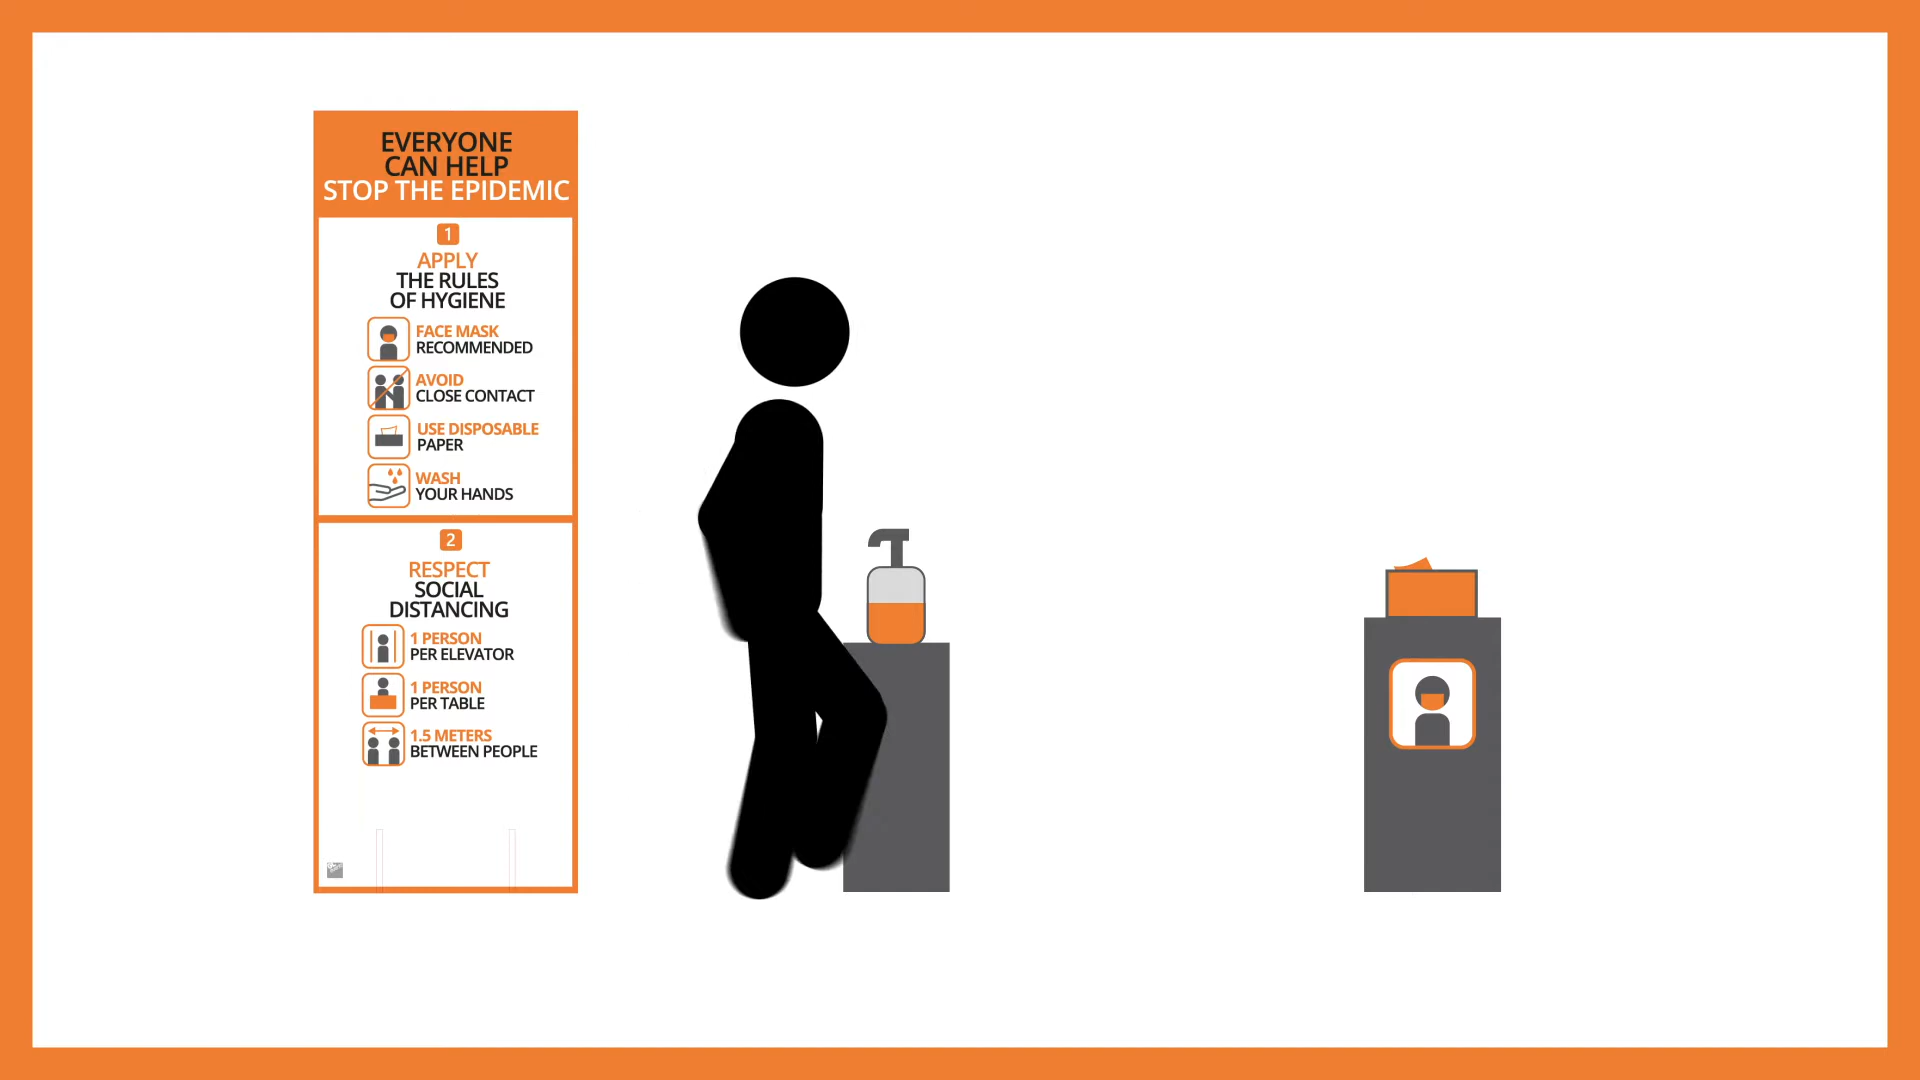 EVERYONE
CAN HELP
STOP THE EPIDEMIC
1
APPLY
THE RULES
OF HYGIENE
FACE MASK
RECOMMENDED
AVOID
CLOSE CONTACT
USE DISPOSABLE
PAPER
WASH
YOUR HANDS
2
RESPECT
SOCIAL
DISTANCING
1 PERSON
PER ELEVATOR
1 PERSON
PER TABLE
1.5 METERS
BETWEEN PEOPLE